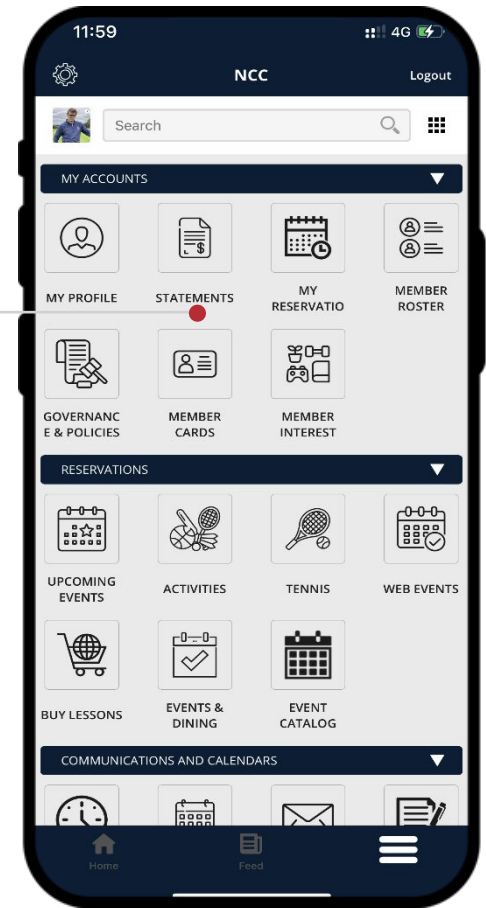 11:59
4G
NCC
Logout
Search
MY ACCOUNTS
MY PROFILE
STATEMENTS
MY
RESERVATIO
MEMBER
ROSTER
GOVERNANC
E & POLICIES
MEMBER
CARDS
MEMBER
INTEREST
RESERVATIONS
UPCOMING
EVENTS
ACTIVITIES
TENNIS
WEB EVENTS
BUY LESSONS
EVENTS &
DINING
EVENT
CATALOG
COMMUNICATIONS AND CALENDARS
Home
Feed